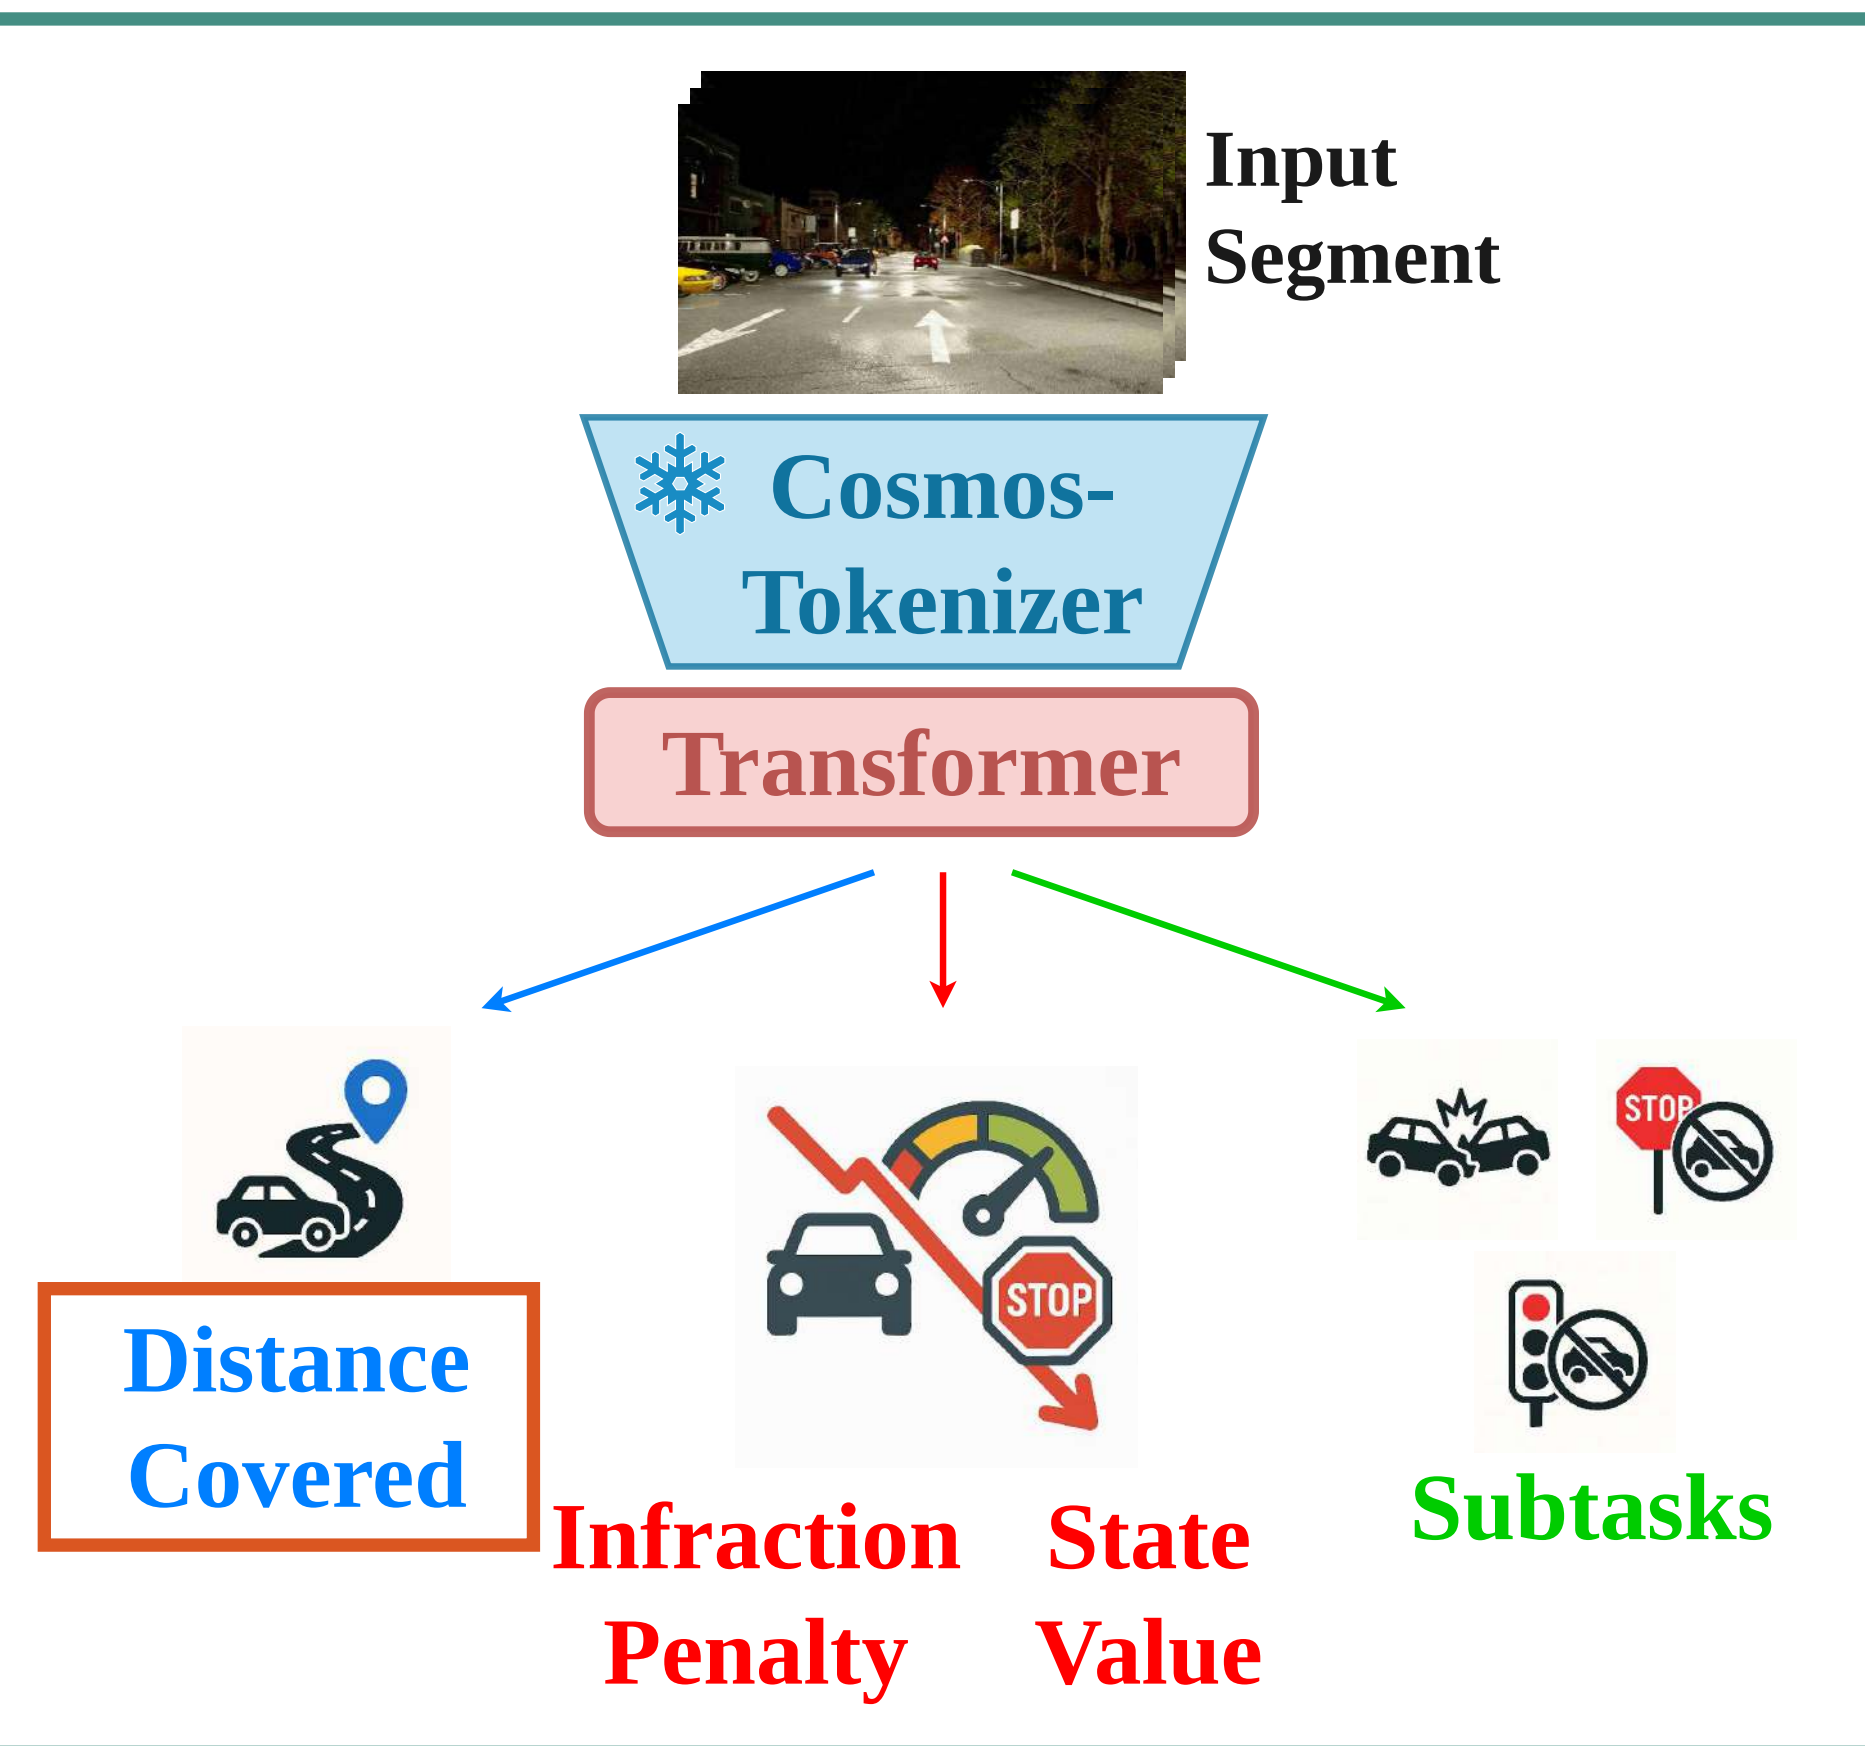 Input
Segment
Cosmos-
Tokenizer
Transformer
STOP
STOP
Distance
Covered
Infraction
Penalty
State
Value
Subtasks